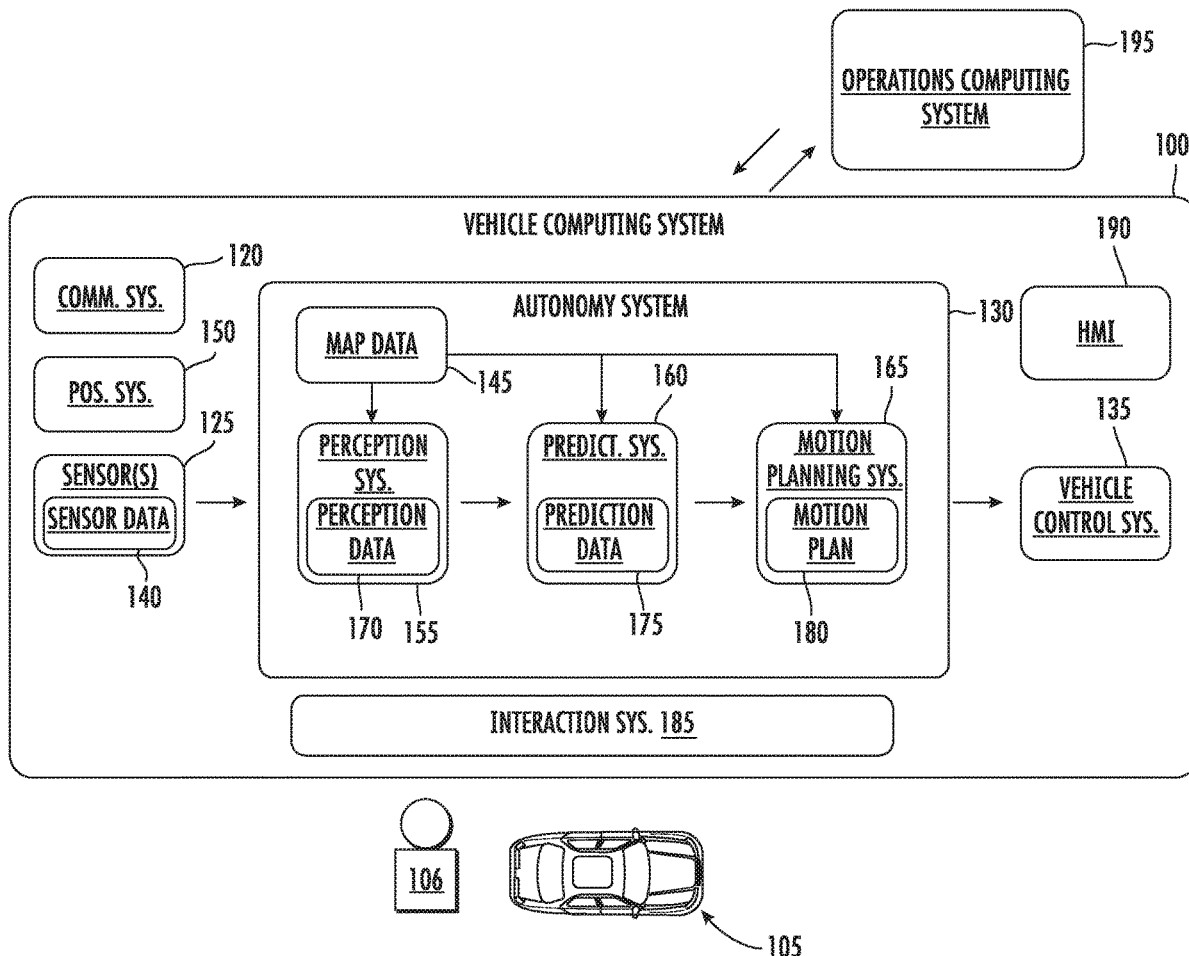 195
OPERATIONS COMPUTING
SYSTEM
100
VEHICLE COMPUTING SYSTEM
120
COMM. SYS.
150
POS. SYS.
125
SENSOR(S)
SENSOR DATA
140
AUTONOMY SYSTEM
130
MAP DATA
145
160
165
PERCEPTION
SYS.
PERCEPTION
DATA
170
155
PREDICT. SYS.
PREDICTION
DATA
175
MOTION
PLANNING SYS.
MOTION
PLAN
180
190
HMI
135
VEHICLE
CONTROL SYS.
INTERACTION SYS. 185
106
105